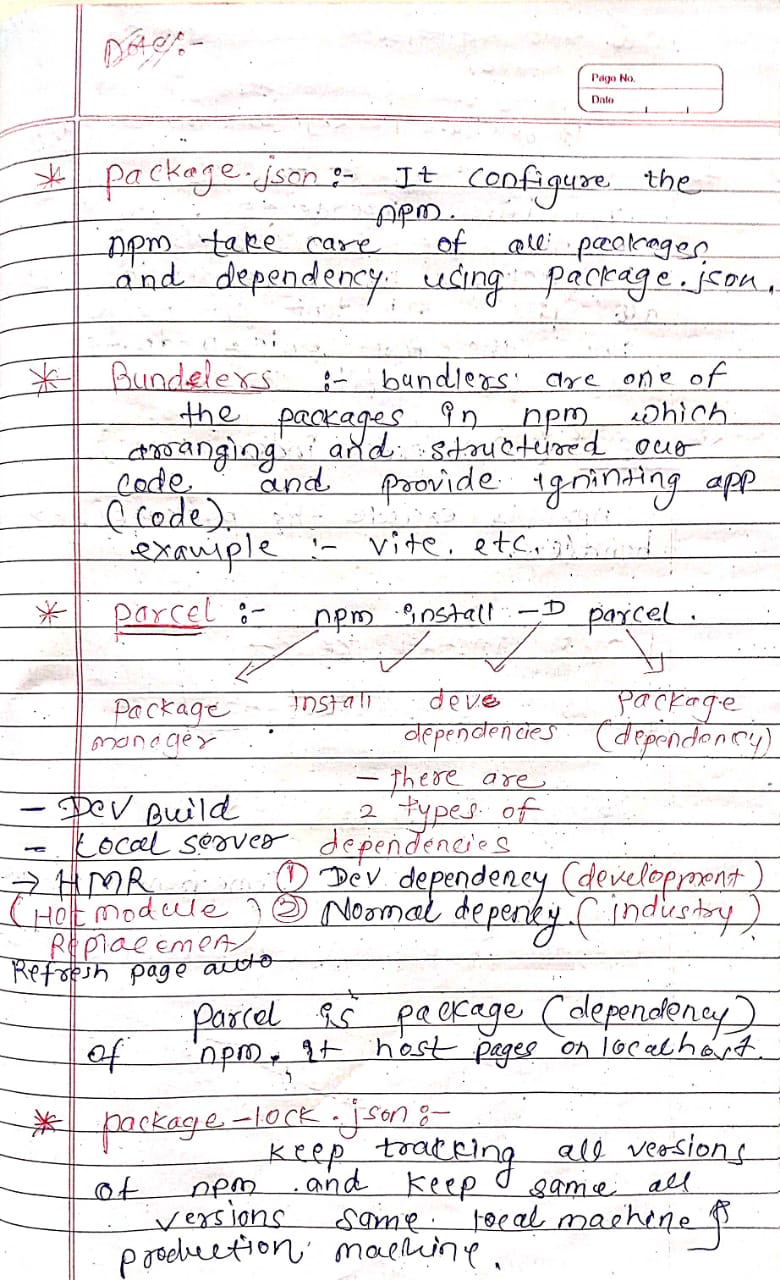 Date:-
Page No.
Date
* package.json :- It configure the
npm.
npm take care of all packages
and dependency using package.json.
* Bundelers :- bundlers are one of
the packages in npm which
arranging and structured our
code and provide igninting app
(code).
example :- vite. etc.
* parcel :- npm install -D parcel.
Package install deve Package
manager dependencies (dependency)
- there are
- Dev Build 2 types of
- Local server dependencies
→ HMR ① Dev dependency (development)
(Hot module ) ② Normal depenky. (industry)
Replacement
Refresh page auto
Parcel is package (dependency)
of npm, it host pages on localhost.
* package-lock.json :-
keep tracking all versions
of npm and keep same all
versions same local machine &
production machine.